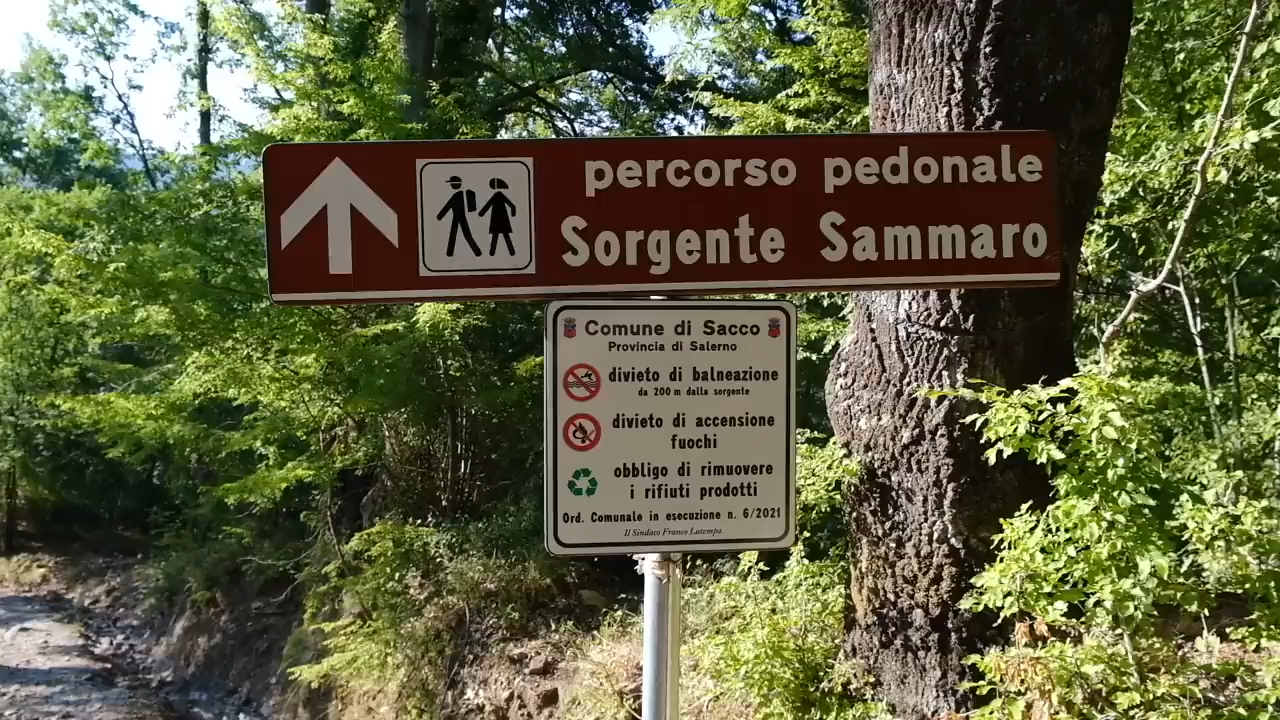 percorso pedonale
Sorgente Sammaro
Comune di Sacco
Provincia di Salerno
divieto di balneazione
da 200 m dalla sorgente
divieto di accensione
fuochi
obbligo di rimuovere
i rifiuti prodotti
Ord. Comunale in esecuzione n. 6/2021
Il Sindaco Franco Latempa